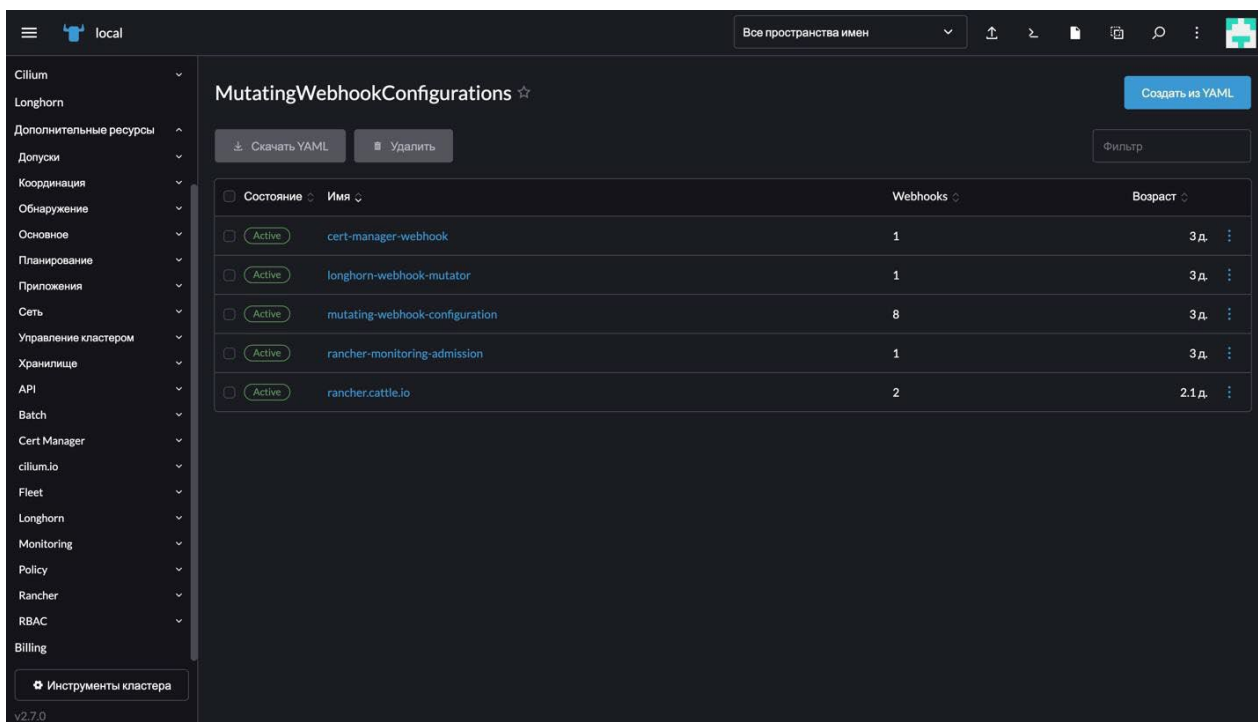 local
Все пространства имен
Cilium
Longhorn
Дополнительные ресурсы
Допуски
Координация
Обнаружение
Основное
Планирование
Приложения
Сеть
Управление кластером
Хранилище
API
Batch
Cert Manager
cilium.io
Fleet
Longhorn
Monitoring
Policy
Rancher
RBAC
Billing
Инструменты кластера
v2.7.0
MutatingWebhookConfigurations
Создать из YAML
Скачать YAML Удалить
Фильтр
Состояние Имя Webhooks Возраст
Active cert-manager-webhook 1 3 д.
Active longhorn-webhook-mutator 1 3 д.
Active mutating-webhook-configuration 8 3 д.
Active rancher-monitoring-admission 1 3 д.
Active rancher.cattle.io 2 2.1 д.